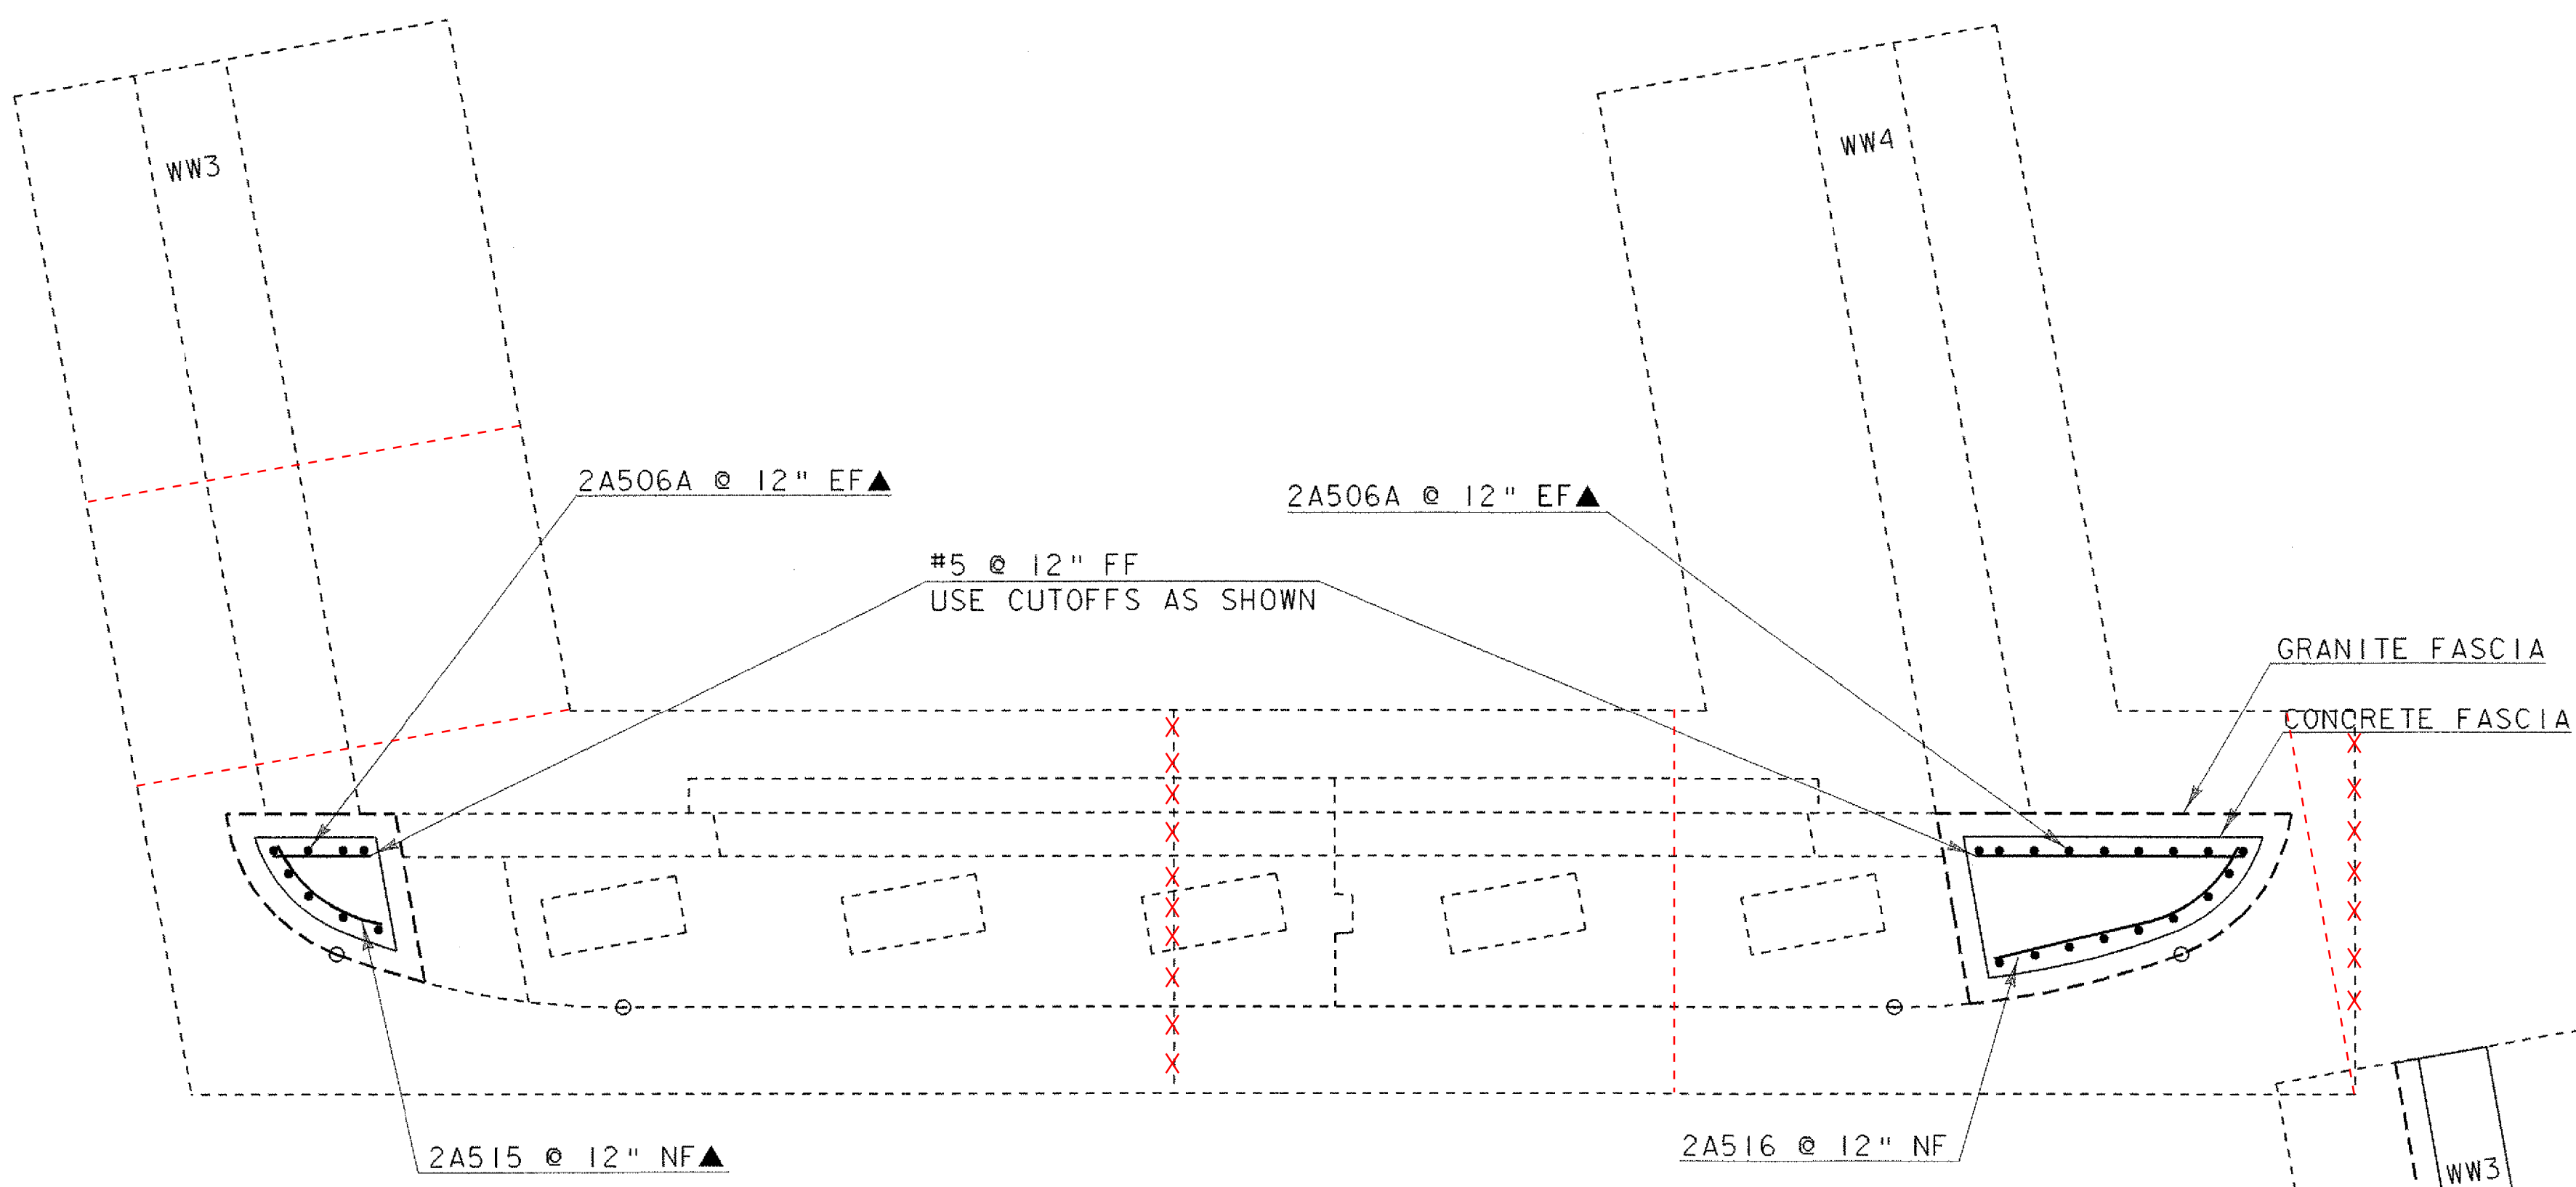 WW3
WW4
2A506A @ 12" EF▲
2A506A @ 12" EF▲
#5 @ 12" FF
USE CUTOFFS AS SHOWN
GRANITE FASCIA
CONCRETE FASCIA
2A515 @ 12" NF▲
2A516 @ 12" NF
WW3